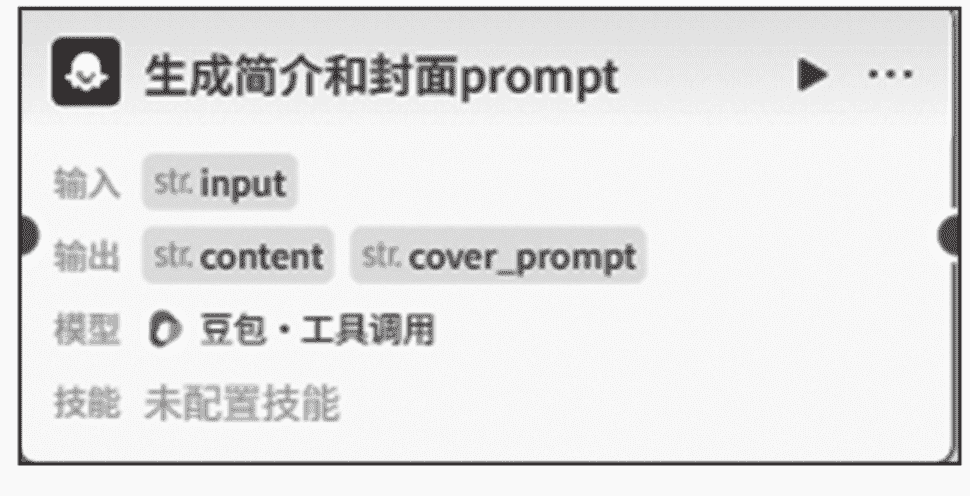 生成简介和封面prompt
输入 str. input
输出 str. content str. cover_prompt
模型 豆包・工具调用
技能 未配置技能